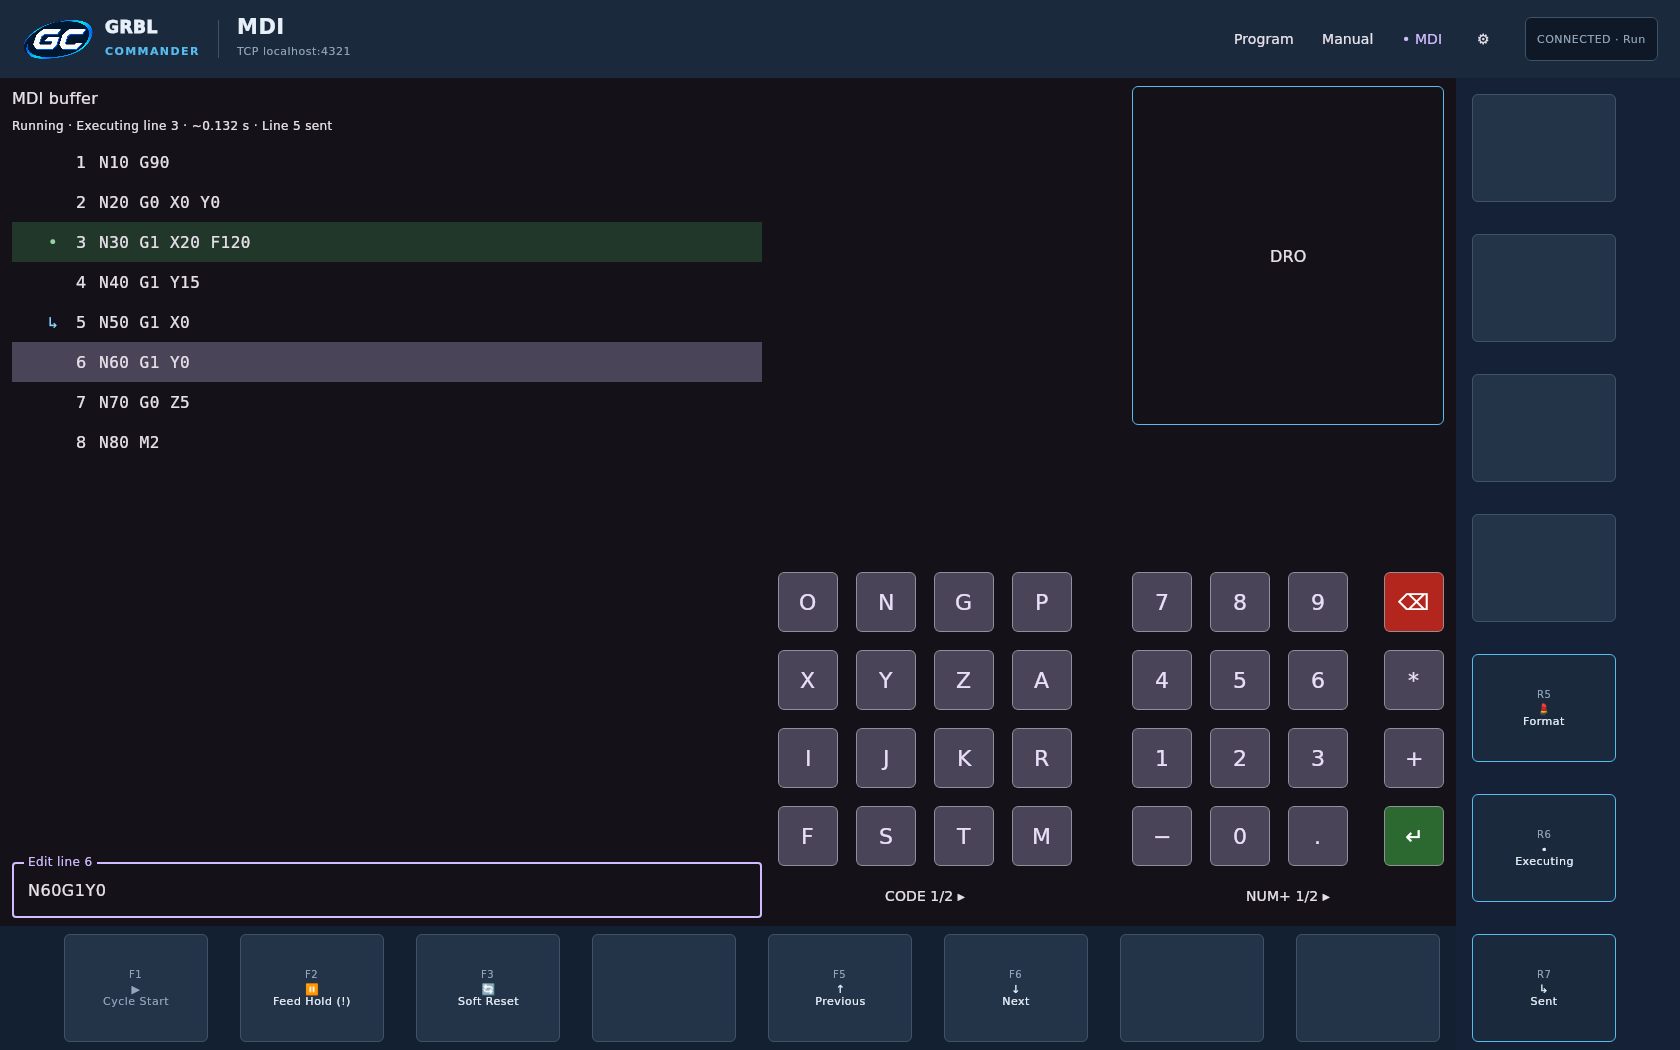 GC
GRBL
COMMANDER
MDI
TCP localhost:4321
Program Manual • MDI ⚙
CONNECTED · Run
MDI buffer
Running · Executing line 3 · ~0.132 s · Line 5 sent
1 N10 G90
2 N20 G0 X0 Y0
• 3 N30 G1 X20 F120
4 N40 G1 Y15
↳ 5 N50 G1 X0
6 N60 G1 Y0
7 N70 G0 Z5
8 N80 M2
DRO
O N G P 7 8 9 ⌫
X Y Z A 4 5 6 *
I J K R 1 2 3 +
F S T M − 0 . ↵
CODE 1/2 ▸
NUM+ 1/2 ▸
Edit line 6
N60G1Y0
R5
Format
R6
•
Executing
R7
↳
Sent
F1
▶
Cycle Start
F2
⏸
Feed Hold (!)
F3
🔄
Soft Reset
F5
↑
Previous
F6
↓
Next